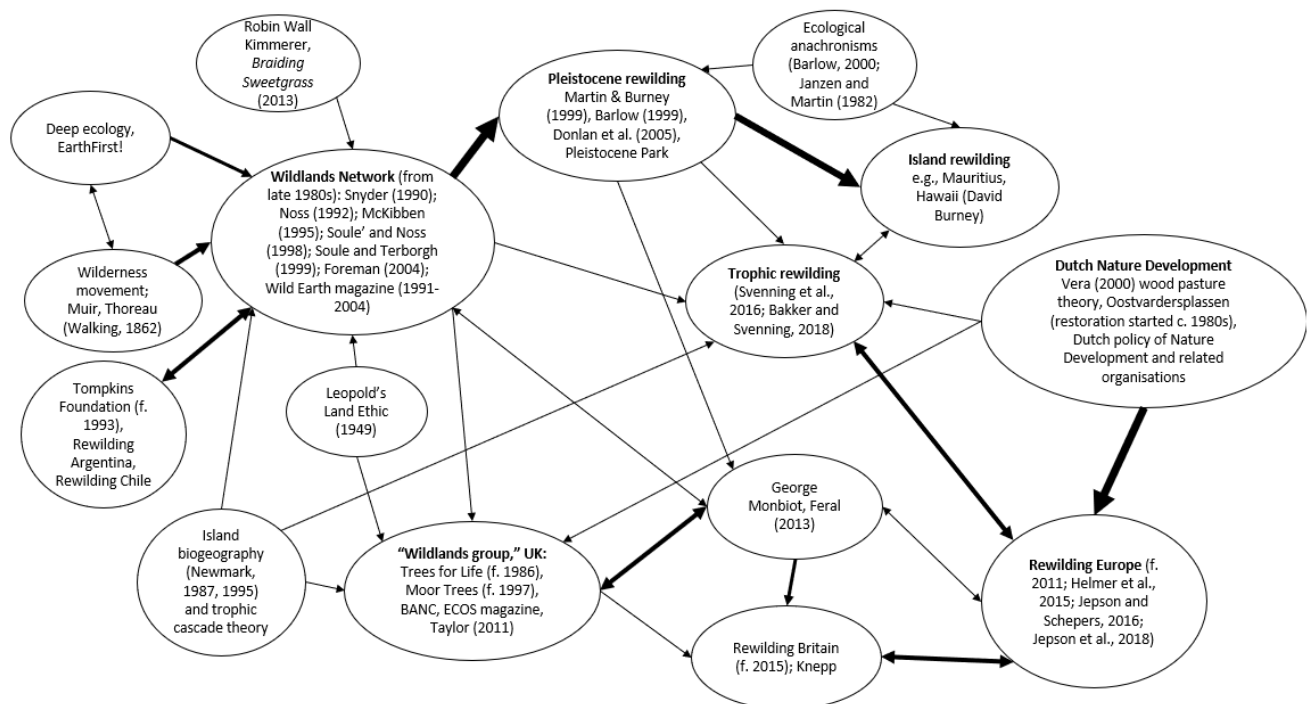 Robin Wall
Kimmerer,
Braiding
Sweetgrass
(2013)
Ecological
anachronisms
(Barlow, 2000;
Janzen and
Martin (1982)
Pleistocene rewilding
Martin & Burney
(1999), Barlow (1999),
Donlan et al. (2005),
Pleistocene Park
Deep ecology,
EarthFirst!
Wildlands Network (from
late 1980s): Snyder (1990);
Noss (1992); McKibben
(1995); Soule’ and Noss
(1998); Soule and Terborgh
(1999); Foreman (2004);
Wild Earth magazine (1991-
2004)
Island rewilding
e.g., Mauritius,
Hawaii (David
Burney)
Wilderness
movement;
Muir, Thoreau
(Walking, 1862)
Trophic rewilding
(Svenning et al.,
2016; Bakker and
Svenning, 2018)
Dutch Nature Development
Vera (2000) wood pasture
theory, Oostvardersplassen
(restoration started c. 1980s),
Dutch policy of Nature
Development and related
organisations
Tompkins
Foundation (f.
1993),
Rewilding
Argentina,
Rewilding Chile
Leopold’s
Land Ethic
(1949)
George
Monbiot, Feral
(2013)
Island
biogeography
(Newmark,
1987, 1995)
and trophic
cascade theory
“Wildlands group,” UK:
Trees for Life (f. 1986),
Moor Trees (f. 1997),
BANC, ECOS magazine,
Taylor (2011)
Rewilding Europe (f.
2011; Helmer et al.,
2015; Jepson and
Schepers, 2016;
Jepson et al., 2018)
Rewilding Britain
(f. 2015); Knepp